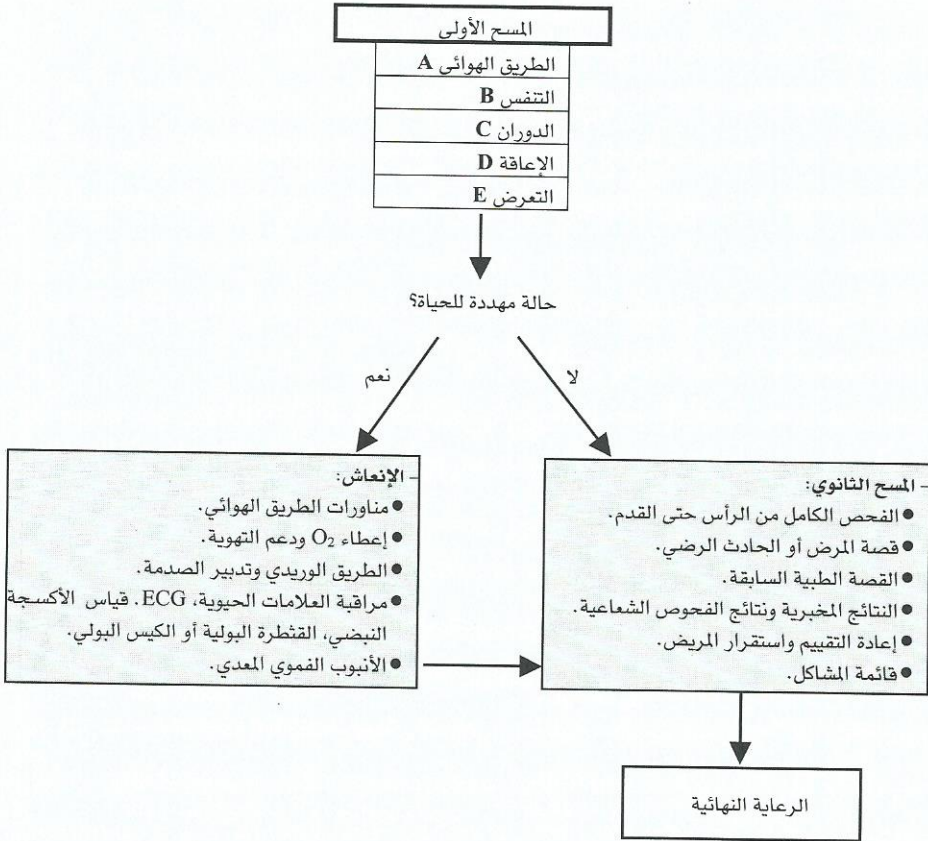 المسح الأولى
الطريق الهوائي A
التنفس B
الدوران C
الإعاقة D
التعرض E
حالة مهددة للحياة؟
نعم
لا
– المسح الثانوي:
● الفحص الكامل من الرأس حتى القدم.
● قصة المرض أو الحادث الرضي.
● القصة الطبية السابقة.
● النتائج المخبرية ونتائج الفحوص الشعاعية.
● إعادة التقييم واستقرار المريض.
● قائمة المشاكل.
– الإنعاش:
● مناورات الطريق الهوائي.
● إعطاء O₂ ودعم التهوية.
● الطريق الوريدي وتدبير الصدمة.
● مراقبة العلامات الحيوية، ECG. قياس الأكسجة
النبضي، القثطرة البولية أو الكيس البولي.
● الأنبوب الفموي المعدي.
الرعاية النهائية